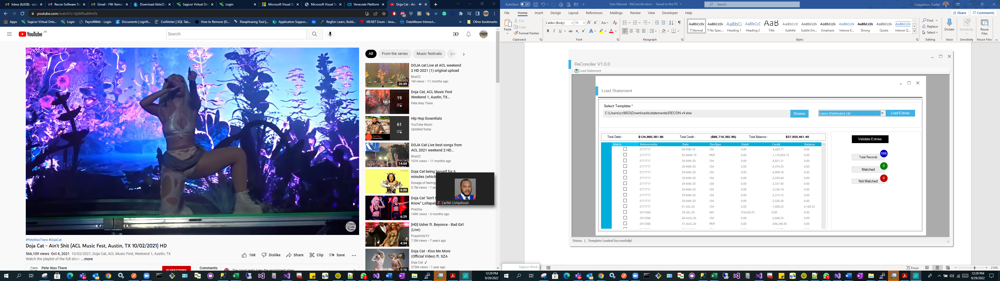 Inbox (6,638) - ccut
Recon Software Tra
Gmail - FW: Remot
Download Able2Ex
Sagicor Virtual Onl
Login
Microsoft Visual St
Microsoft Visual St
Veracode Platform
Doja Cat - Ain'
youtube.com/watch?v=fjzM9xaMmFk
Apps
Sagicor Virtual Onb...
Login
PayrollWeb - Login
Documents | signN...
CodVerter | SQL Tab...
How to Remove (D...
Paraphrasing Tool |...
Application Suppor...
RegExr: Learn, Build...
VB.NET Enum - Java...
DataWeave Interact...
Other bookmarks
YouTube JM
Search
All
From the series
Music festivals
DOJA cat Live at ACL weekend
2 HD 2021 (1) original upload
Blue22
1M views • 11 months ago
20:39
Doja Cat, ACL Music Fest
Weekend 1, Austin, TX...
Pete Was There
19
Hip Hop Essentials
YouTube Music
Updated today
61
DOJA Cat Live best songs from
ACL 2021 weekend 2 HD...
Blue22
101K views • 11 months ago
14:04
Doja Cat being herself for 6
minutes (which
Dosage of feelings
3.7M views • 1 yea
6:00
Carllel Colquhoun
Doja Cat "Ain't S
Know" Lollapal
PinkDiw
149K views • 6 months ago
6:29
[HD] Usher ft. Beyonce - Bad Girl
(Live)
PrayerhillsTV
7.5M views • 7 years ago
4:34
Doja Cat - Kiss Me More
(Official Video) ft. SZA
Doja Cat
375M views • 1 year ago
5:16
#PeteWasThere #DojaCat
Doja Cat - Ain't Shit (ACL Music Fest, Austin, TX 10/02/2021) HD
566,109 views Oct 4, 2021 10/02/2021, Doja Cat, ACL Music Fest, Weekend 1, Austin, TX
Watch the playlist of the full show ...more
16K
Dislike
Share
Clip
Save
Pete Was There
SUBSCRIBE
Comments
The crowd really knew the assignment whew
12:29 PM
9/29/2022
AutoSave Off
User Manual - ReConciler.docx - Saved to this PC
Search
Colquhoun, Carllel
File Home Insert Design Layout References Mailings Review View Developer Help
Share
Comments
Paste
Cut
Copy
Format Painter
Clipboard
Calibri (Body) 11
Font
Paragraph
¶ Normal
¶ No Spac...
Heading 1
Heading 2
Title
Subtitle
Subtle Em...
Emphasis
Intense E...
Strong
Quote
Intense Q...
Styles
Find
Replace
Select
Editing
Dictate
Voice
Sensitivity
Sensitivity
Reuse
Files
Reuse Files
ReConciler V1.0.0
Load Statement
Load Statement
Select Template:*
C:\Users\cc9853\Downloads\statements\RECON v4.xlsx
Browse
Lasco Distributors Ltd.
Load Entries
Total Debit:- $124,860,381.86 Total Credit:- ($86,710,392.86) Total Balance:- $37,850,461.40
Match ReferenceNo Date DocType Debit Credit Balance
2717717 04-FEB-19 CM 0.00 -3,429.71 0.00
2717717 05-MAR-19 PMT 0.00 -1,170,855.72 0.00
2717717 29-MAY-20 CM 0.00 -4,821.21 0.00
2717717 29-MAY-20 CM 0.00 -4,374.35 0.00
2717717 29-MAY-20 CM 0.00 -4,089.76 0.00
2717717 29-MAY-20 CM 0.00 -3,430.44 0.00
2717717 29-MAY-20 CM 0.00 -3,337.40 0.00
2717717 29-MAY-20 CM 0.00 -3,336.19 0.00
2717717 29-MAY-20 CM 0.00 -3,315.12 0.00
2717717 29-MAY-20 CM 0.00 -2,526.36 0.00
2717717 01-JUL-20 CM 0.00 -1,600.23 4,160.53
2913366 29-JUL-20 INV 318,432.01 0.00 0.00
2913366 04-AUG-20 CM 0.00 -2,846.33 0.00
2913366 31-AUG-20 PMT 0.00 -306,246.56 0.00
Validate Entries
Total Records 1056
Matched 0
Not Matched 0
Status | Template Loaded Successfully!
Sagicor Wind...
Focus
210%
12:29 PM
9/29/2022